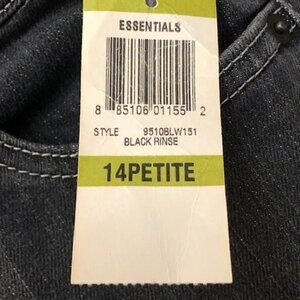 ESSENTIALS
8 85106 01155 2
STYLE 9510BLW151
BLACK RINSE
14PETITE